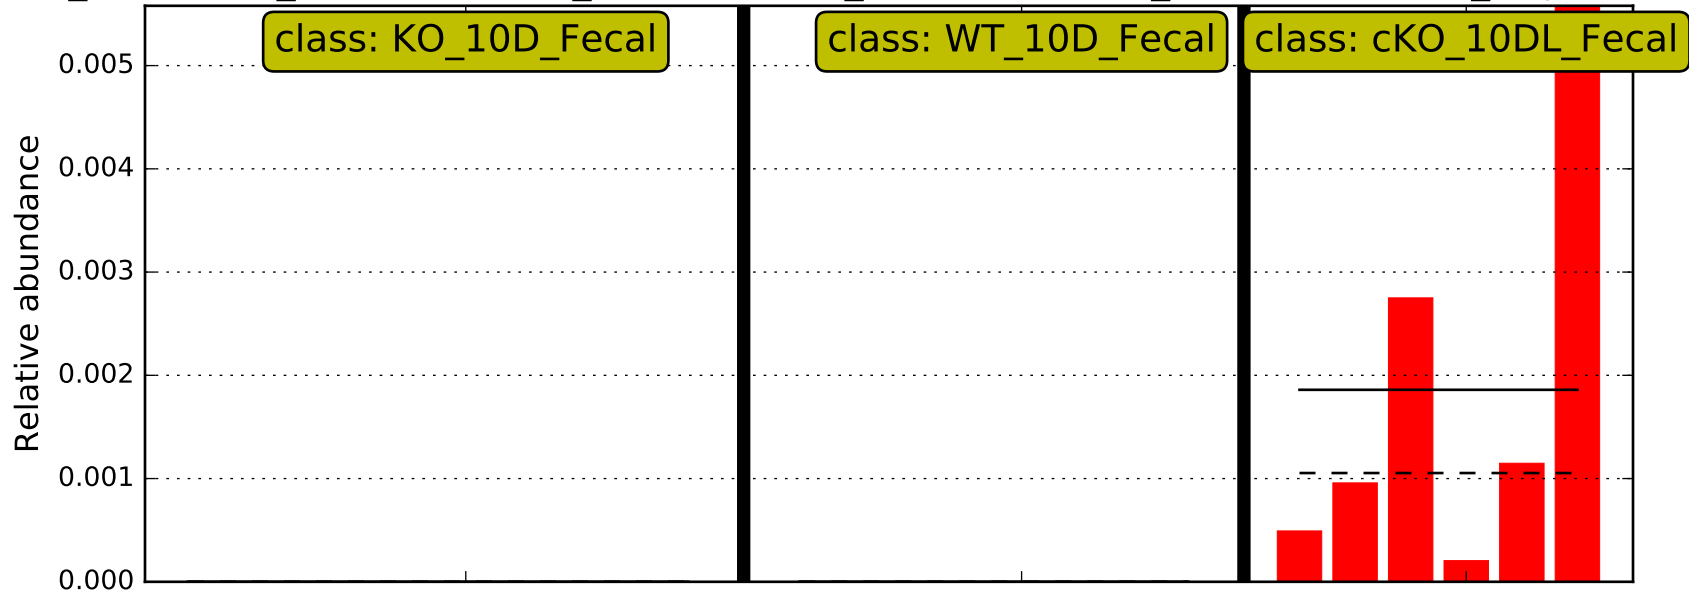 class: KO_10D_Fecal
class: WT_10D_Fecal
class: cKO_10DL_Fecal
Relative abundance
0.005
0.004
0.003
0.002
0.001
0.000